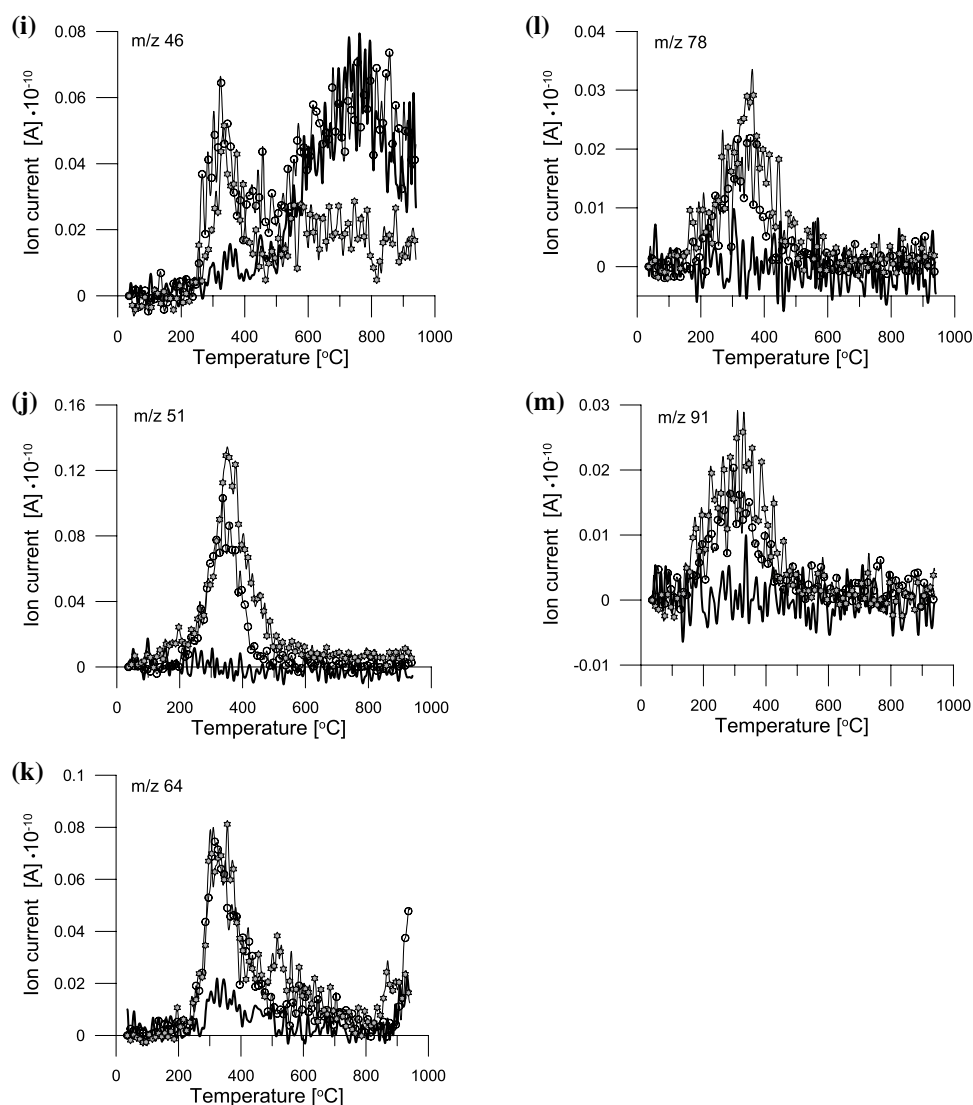 (i)
m/z 46
Ion current [A]·10⁻¹⁰
0.08
0.06
0.04
0.02
0
0 200 400 600 800 1000
Temperature [°C]
(j)
m/z 51
Ion current [A]·10⁻¹⁰
0.16
0.12
0.08
0.04
0
0 200 400 600 800 1000
Temperature [°C]
(k)
m/z 64
Ion current [A]·10⁻¹⁰
0.1
0.08
0.06
0.04
0.02
0
0 200 400 600 800 1000
Temperature [°C]
(l)
m/z 78
Ion current [A]·10⁻¹⁰
0.04
0.03
0.02
0.010
0
0 200 400 600 800 1000
Temperature [°C]
(m)
m/z 91
Ion current [A]·10⁻¹⁰
0.03
0.02
0.01
0
-0.01
0 200 400 600 800 1000
Temperature [°C]